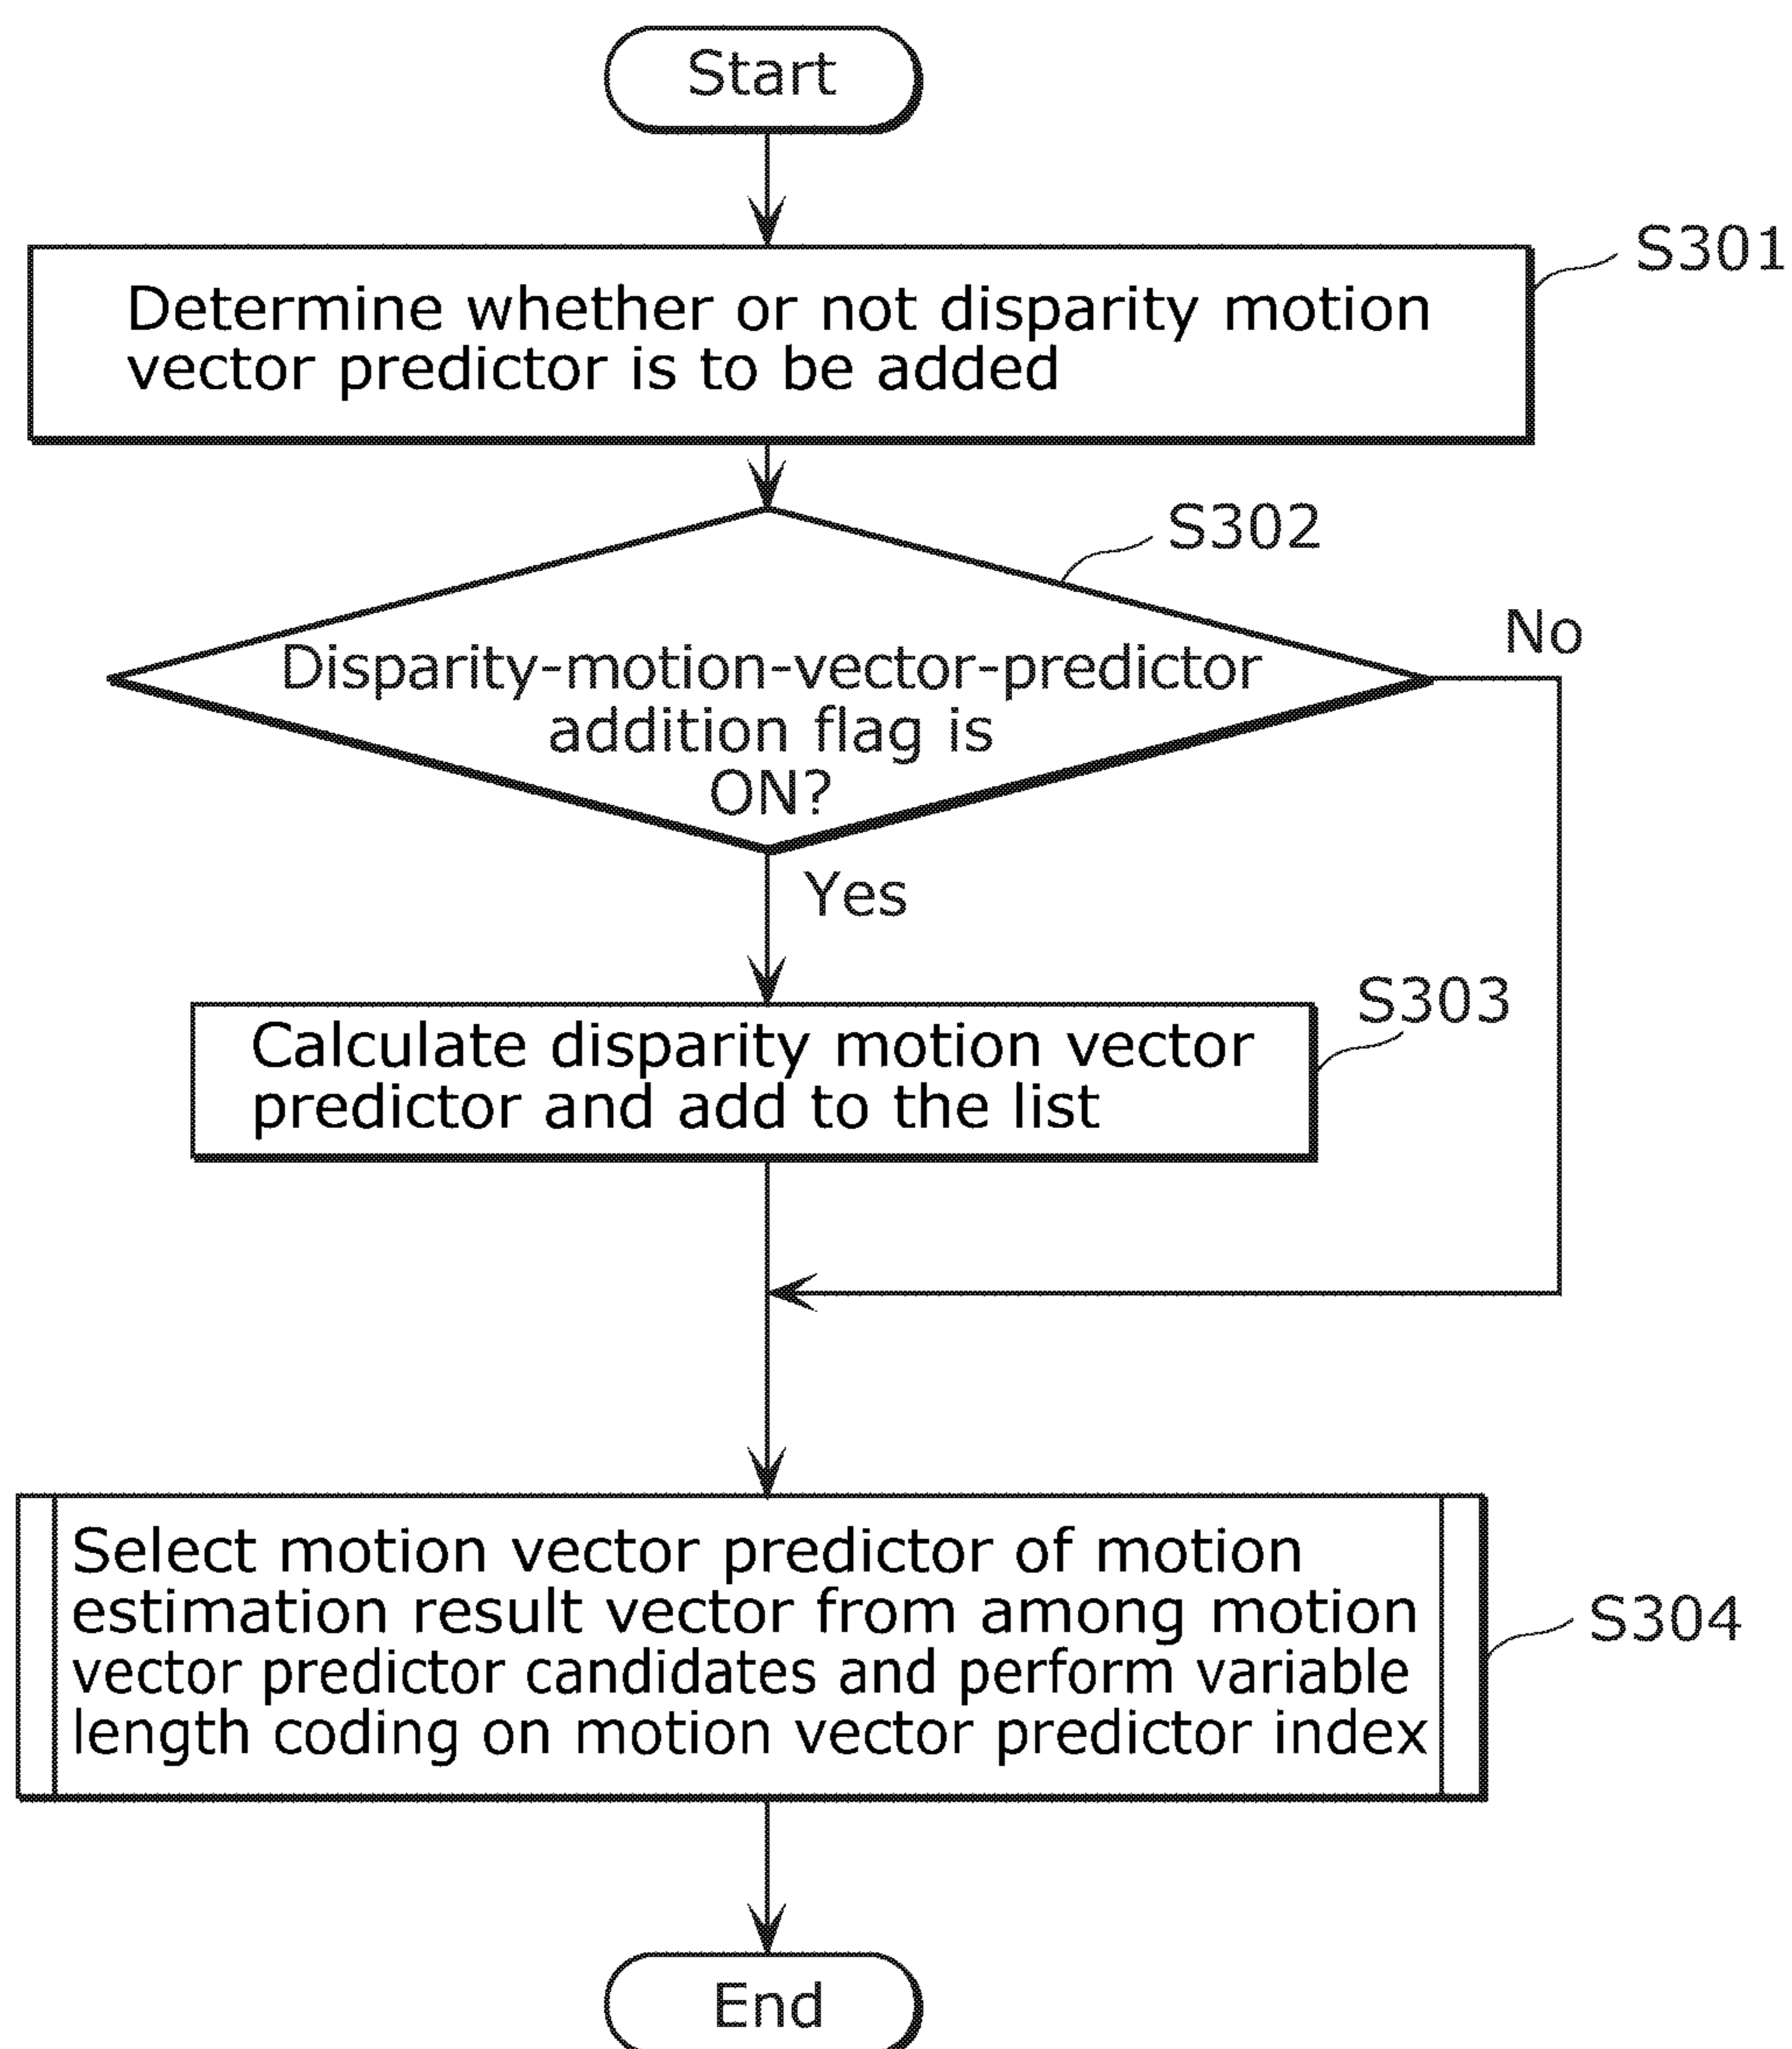 Start
S301
Determine whether or not disparity motion
vector predictor is to be added
S302
No
Disparity-motion-vector-predictor
addition flag is
ON?
Yes
S303
Calculate disparity motion vector
predictor and add to the list
Select motion vector predictor of motion
estimation result vector from among motion
vector predictor candidates and perform variable
length coding on motion vector predictor index
S304
End